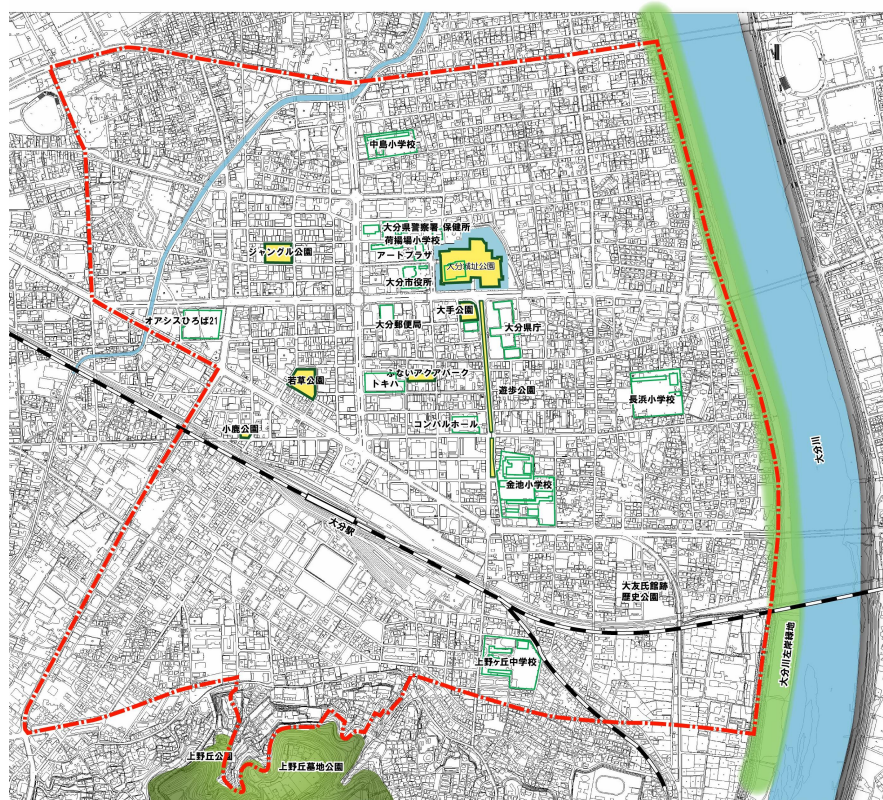 中島小学校
大分県警察署 保健所
荷揚場小学校
アートプラザ
ジャングル公園
大分城址公園
大分市役所
大手公園
オアシスひろば21
大分郵便局
大分県庁
ふないアクアパーク
若草公園
トキハ
遊歩公園
長浜小学校
小鹿公園
コンパルホール
大分川
金池小学校
大分駅
大友氏館跡
歴史公園
上野ヶ丘中学校
大分川左岸緑地
上野丘公園
上野丘墓地公園